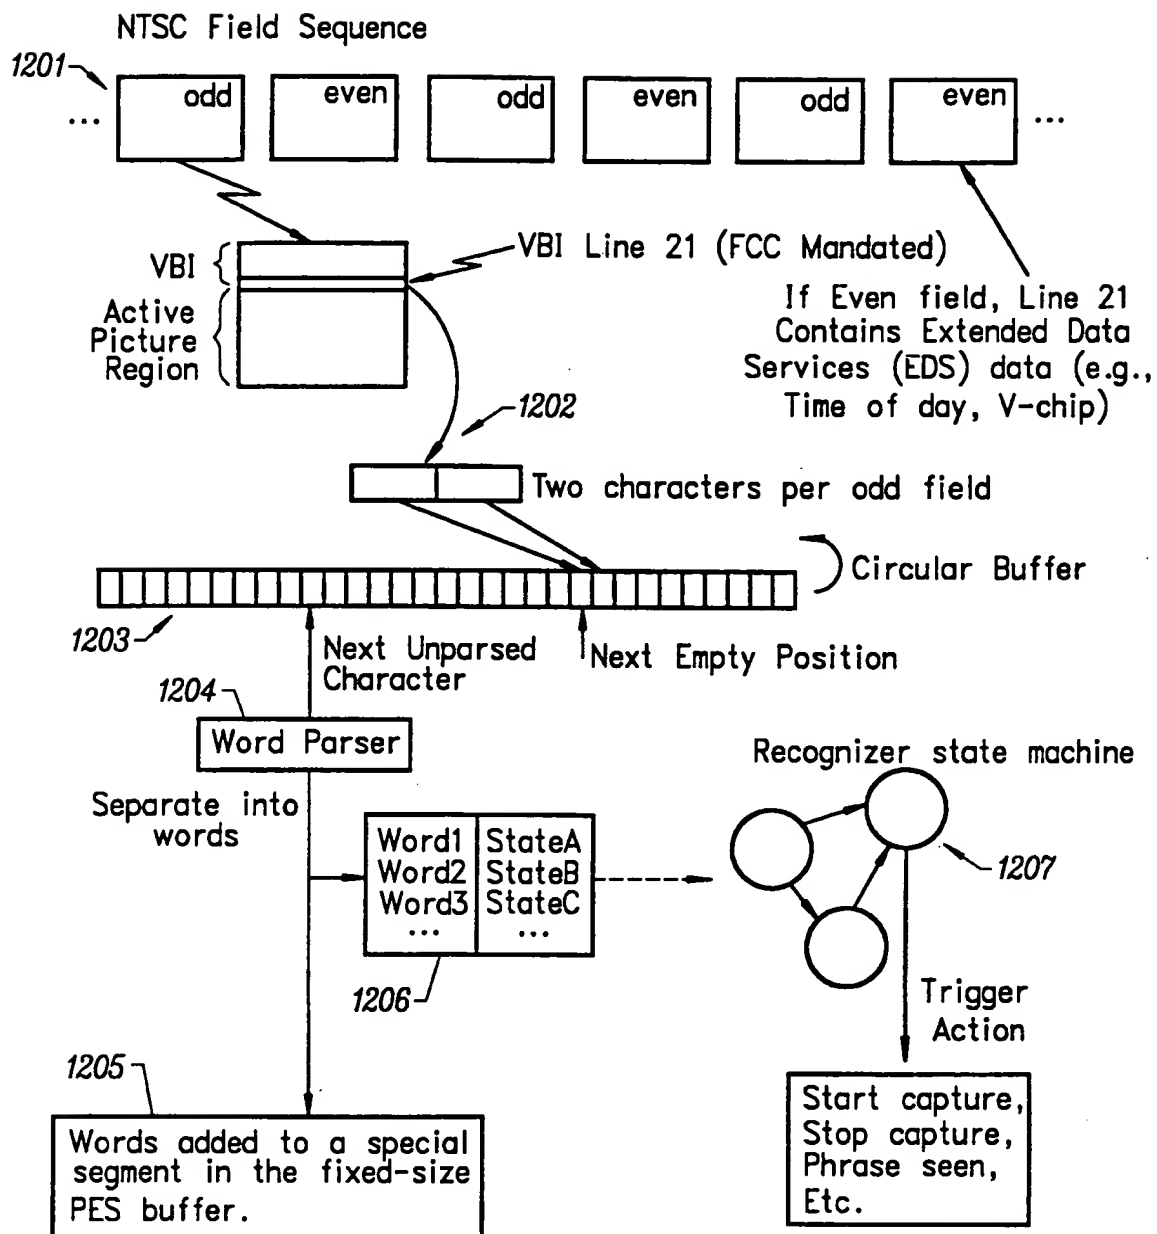 NTSC Field Sequence
1201
... odd even odd even odd even ...
VBI
VBI Line 21 (FCC Mandated)
Active
Picture
Region
If Even field, Line 21
Contains Extended Data
Services (EDS) data (e.g.,
Time of day, V-chip)
1202
Two characters per odd field
Circular Buffer
1203
Next Unparsed
Character
Next Empty Position
1204
Word Parser
Recognizer state machine
Separate into
words
Word1 StateA
Word2 StateB
Word3 StateC
... ...
1207
1206
Trigger
Action
1205
Words added to a special
segment in the fixed-size
PES buffer.
Start capture,
Stop capture,
Phrase seen,
Etc.